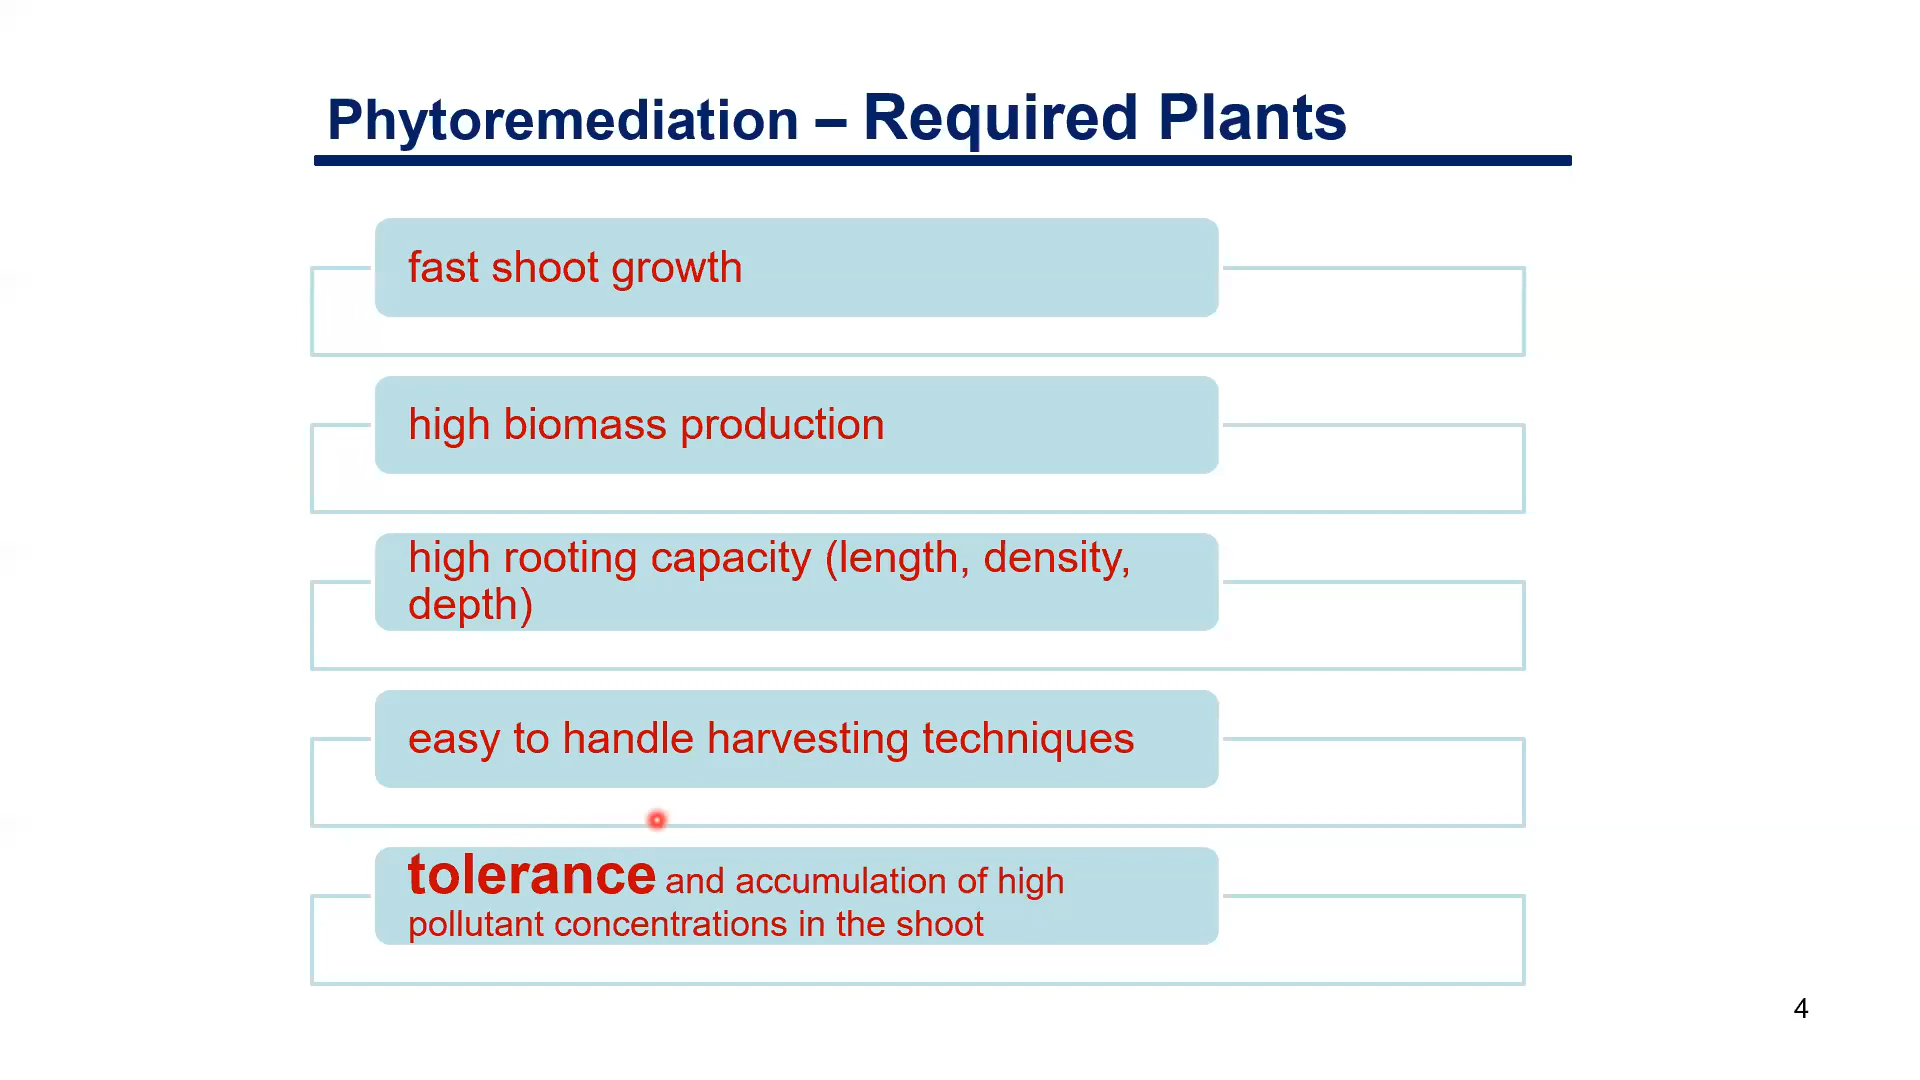 Phytoremediation – Required Plants
fast shoot growth
high biomass production
high rooting capacity (length, density,
depth)
easy to handle harvesting techniques
tolerance and accumulation of high
pollutant concentrations in the shoot
4